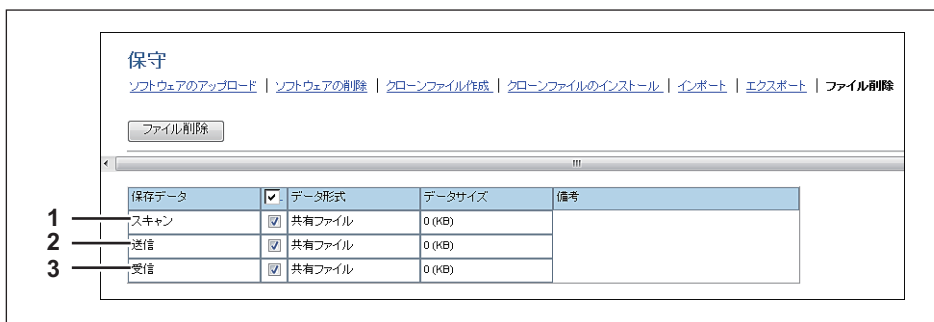 保守
ソフトウェアのアップロード | ソフトウェアの削除 | クローンファイル作成 | クローンファイルのインストール | インポート | エクスポート | ファイル削除
ファイル削除
保存データ データ形式 データサイズ 備考
1 スキャン 共有ファイル 0 (KB)
2 送信 共有ファイル 0 (KB)
3 受信 共有ファイル 0 (KB)